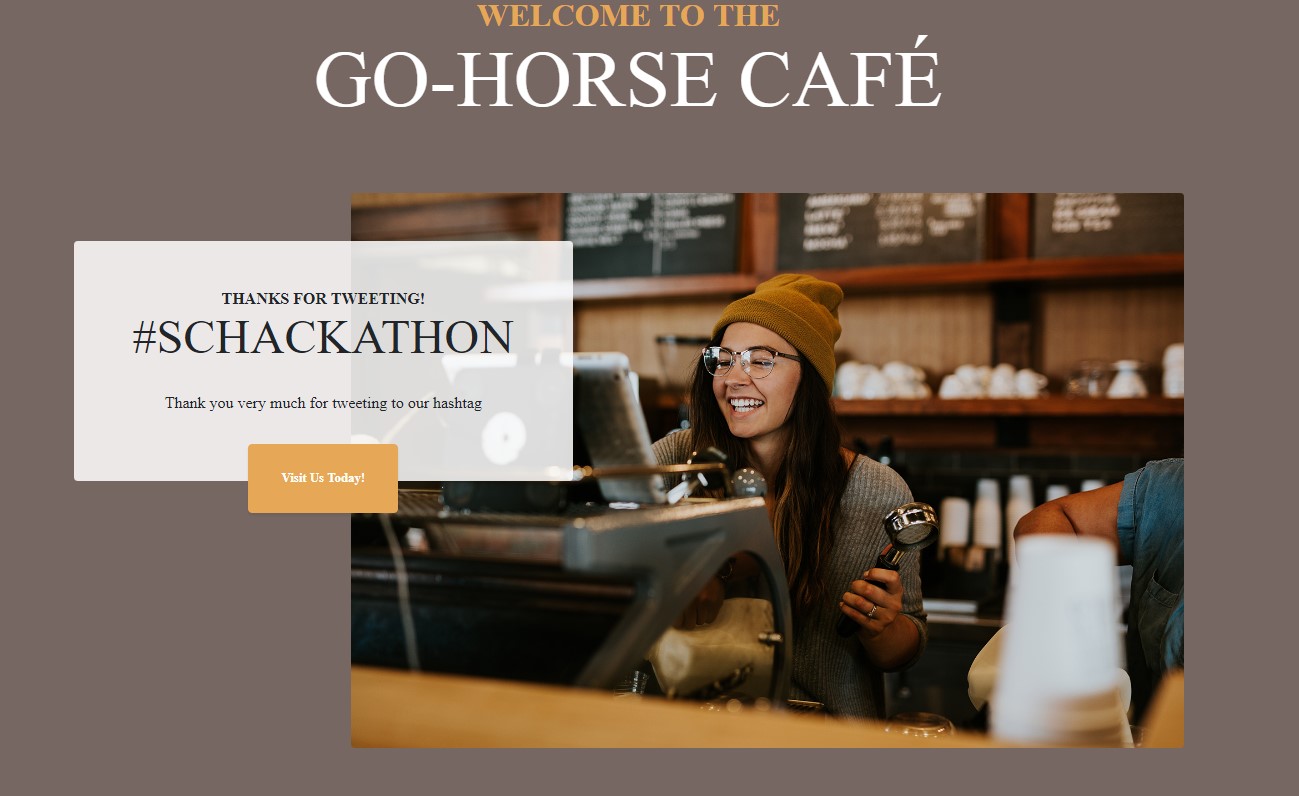 WELCOME TO THE
GO-HORSE CAFÉ
THANKS FOR TWEETING!
#SCHACKATHON
Thank you very much for tweeting to our hashtag
Visit Us Today!